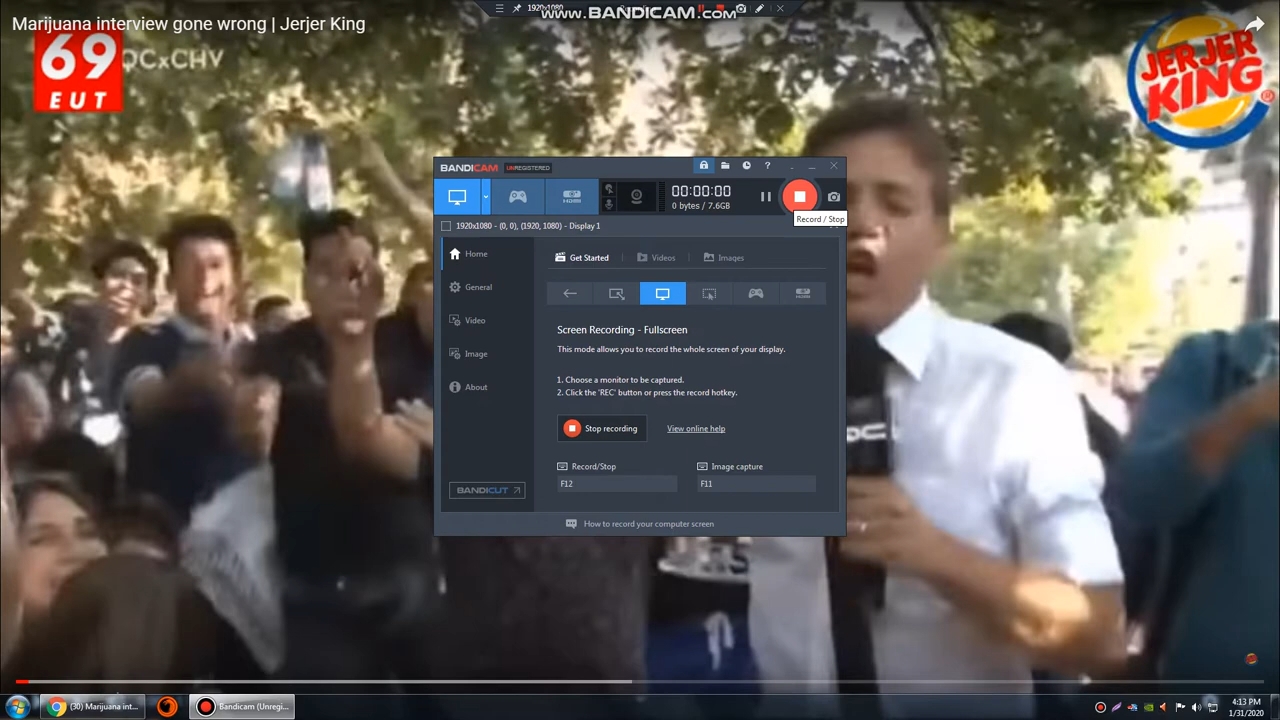 Marijuana interview gone wrong | Jerjer King
1920x1080
www.BANDICAM.com
69
EUT
QCxCHV
JERJER
KING
BANDICAM UNREGISTERED
HDMI
00:00:00
0 bytes / 7.6GB
Record / Stop
1920x1080 - (0, 0), (1920, 1080) - Display 1
Home
General
Video
Image
About
BANDICUT
Get Started
Videos
Images
HDMI
Screen Recording - Fullscreen
This mode allows you to record the whole screen of your display.
1. Choose a monitor to be captured.
2. Click the 'REC' button or press the record hotkey.
Stop recording
View online help
Record/Stop
Image capture
F12
F11
How to record your computer screen
(30) Marijuana int...
Bandicam (Unregi...
4:13 PM
1/31/2020